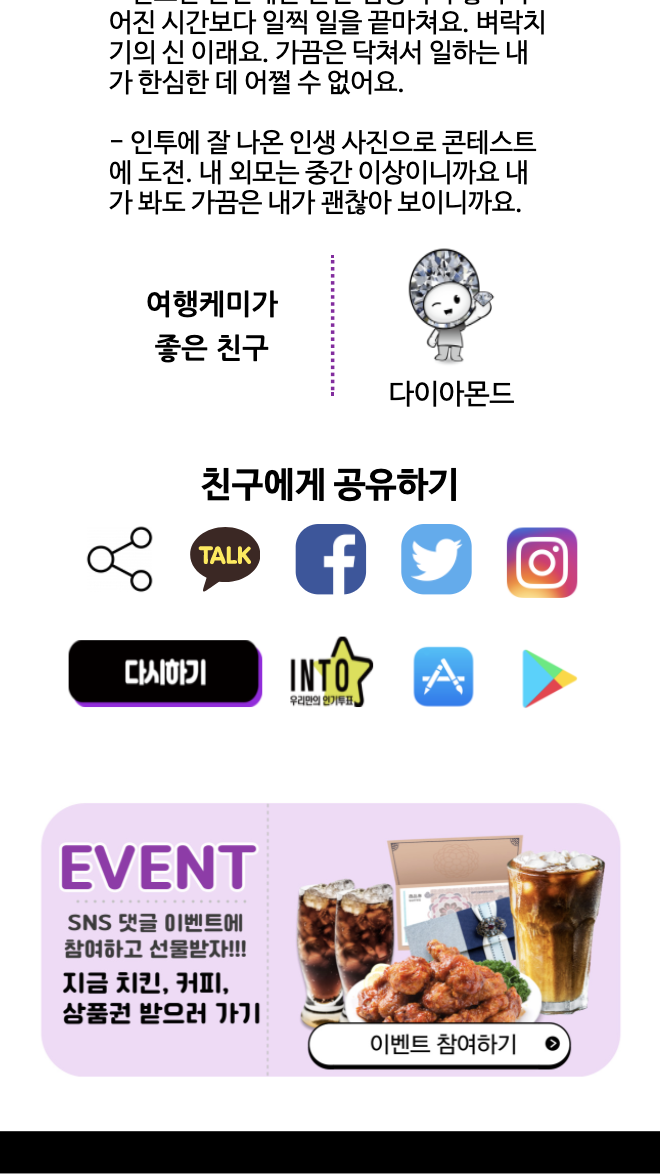 어진 시간보다 일찍 일을 끝마쳐요. 벼락치
기의 신 이래요. 가끔은 닥쳐서 일하는 내
가 한심한 데 어쩔 수 없어요.
- 인투에 잘 나온 인생 사진으로 콘테스트
에 도전. 내 외모는 중간 이상이니까요 내
가 봐도 가끔은 내가 괜찮아 보이니까요.
여행케미가
좋은 친구
다이아몬드
친구에게 공유하기
TALK
다시하기
INTO
우리만의 인기투표
EVENT
SNS 댓글 이벤트에
참여하고 선물받자!!!
지금 치킨, 커피,
상품권 받으러 가기
이벤트 참여하기